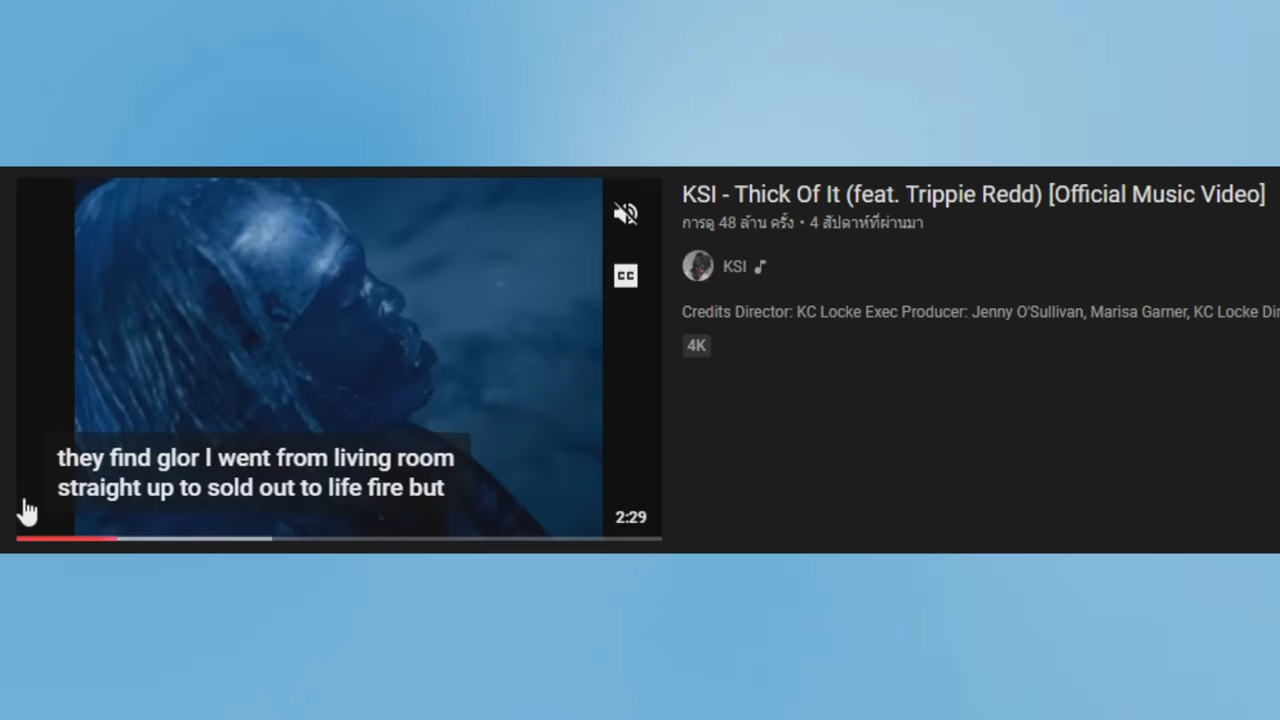 KSI - Thick Of It (feat. Trippie Redd) [Official Music Video]
การดู 48 ล้าน ครั้ง • 4 สัปดาห์ที่ผ่านมา
KSI
Credits Director: KC Locke Exec Producer: Jenny O'Sullivan, Marisa Garner, KC Locke Dir
4K
CC
they find glor I went from living room
straight up to sold out to life fire but
2:29